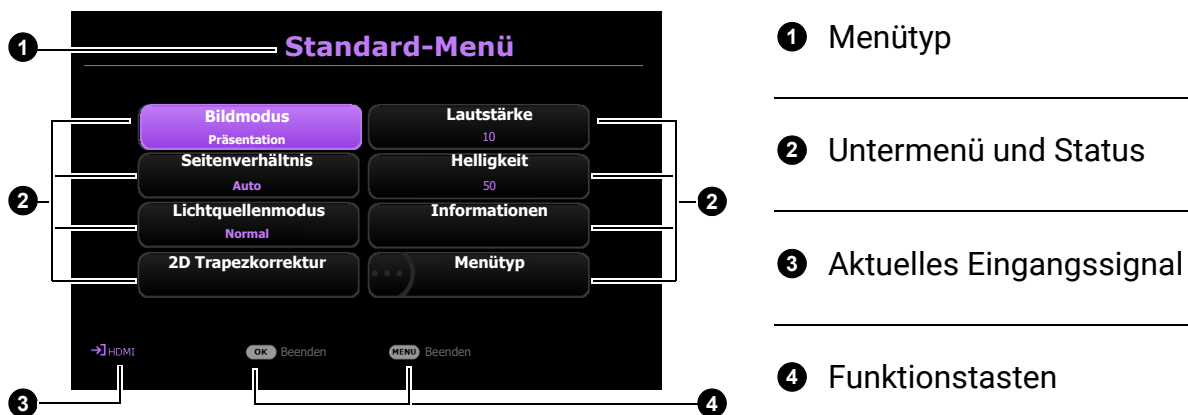 1 Standard-Menü
Bildmodus
Präsentation
Lautstärke
10
Seitenverhältnis
Auto
Helligkeit
50
2
2
Lichtquellenmodus
Normal
Informationen
2D Trapezkorrektur
Menütyp
HDMI
OK Beenden
MENU Beenden
3
4
1 Menütyp
2 Untermenü und Status
3 Aktuelles Eingangssignal
4 Funktionstasten